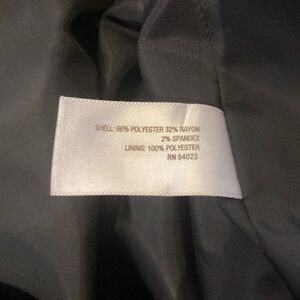 SHELL: 66% POLYESTER 32% RAYON
2% SPANDEX
LINING: 100% POLYESTER
RN 54023